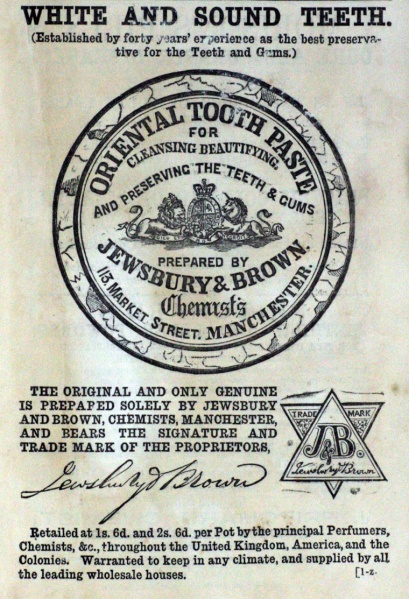 WHITE AND SOUND TEETH.
(Established by forty years' experience as the best preserva-
tive for the Teeth and Gums.)
ORIENTAL TOOTH PASTE
FOR
CLEANSING BEAUTIFYING,
AND PRESERVING THE TEETH & GUMS
PREPARED BY
JEWSBURY & BROWN,
Chemists
113, MARKET STREET. MANCHESTER.
THE ORIGINAL AND ONLY GENUINE
IS PREPAPED SOLELY BY JEWSBURY
AND BROWN, CHEMISTS, MANCHESTER,
AND BEARS THE SIGNATURE AND
TRADE MARK OF THE PROPRIETORS,
TRADE MARK
J&B.
Jewsbury & Brown
Jewsbury & Brown
Retailed at 1s. 6d. and 2s. 6d. per Pot by the principal Perfumers,
Chemists, &c., throughout the United Kingdom, America, and the
Colonies. Warranted to keep in any climate, and supplied by all
the leading wholesale houses. [1-z.